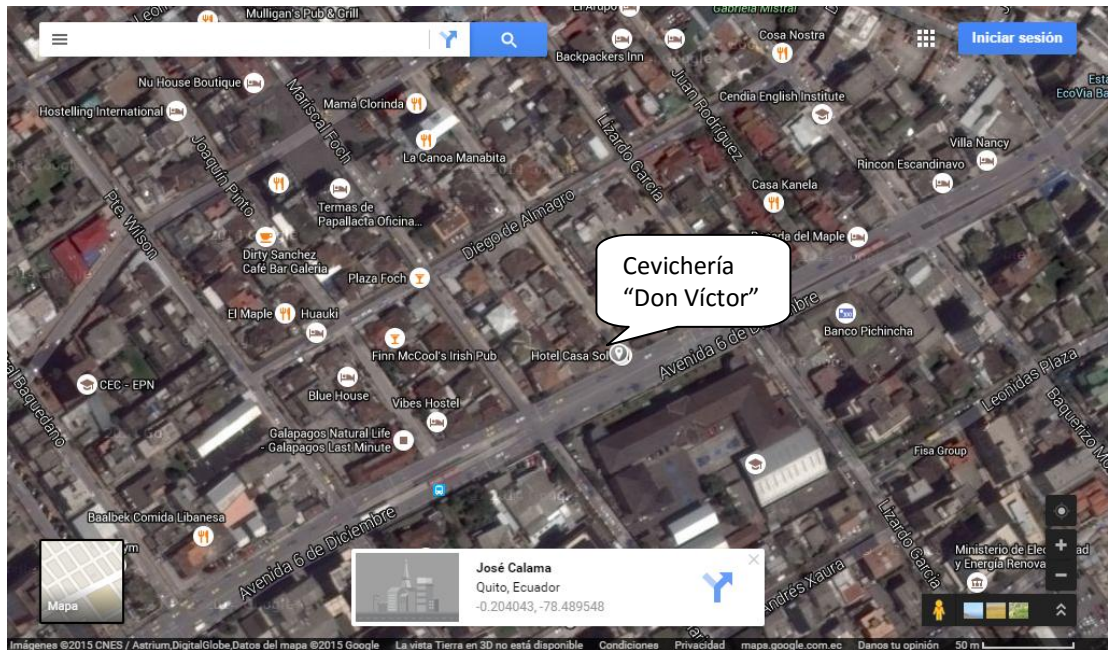 Mulligan's Pub & Grill
Gabriela Mistral
Iniciar sesión
Cosa Nostra
Backpackers Inn
Nü House Boutique
Hostelling International
Mamá Clorinda
Mariscal Foch
Juan Rodríguez
Cendia English Institute
EcoVía Ba
Lizardo García
Villa Nancy
La Canoa Manabita
Rincon Escandinavo
Joaquín Pinto
Casa Kanela
Termas de
Papallacta Oficina...
Pte. Wilson
Diego de Almagro
del Maple
Dirty Sanchez
Café Bar Galeria
Cevichería
“Don Víctor”
Plaza Foch
El Maple
Huauki
Banco Pichincha
Finn McCool's Irish Pub
Hotel Casa Sol
Avenida 6 de Diciembre
Leonidas Plaza
CEC - EPN
Blue House
Vibes Hostel
Baquerizo Mo
Baquedano
Galapagos Natural Life
- Galapagos Last Minute
Fisa Group
Baalbek Comida Libanesa
Avenida 6 de Diciembre
Lizardo García
Andrés Xaura
Ministerio de Elec ad
y Energía Renova
José Calama
Quito, Ecuador
-0.204043, -78.489548
Mapa
Imágenes ©2015 CNES / Astrium,DigitalGlobe,Datos del mapa ©2015 Google La vista Tierra en 3D no está disponible Condiciones Privacidad maps.google.com.ec Danos tu opinión 50 m